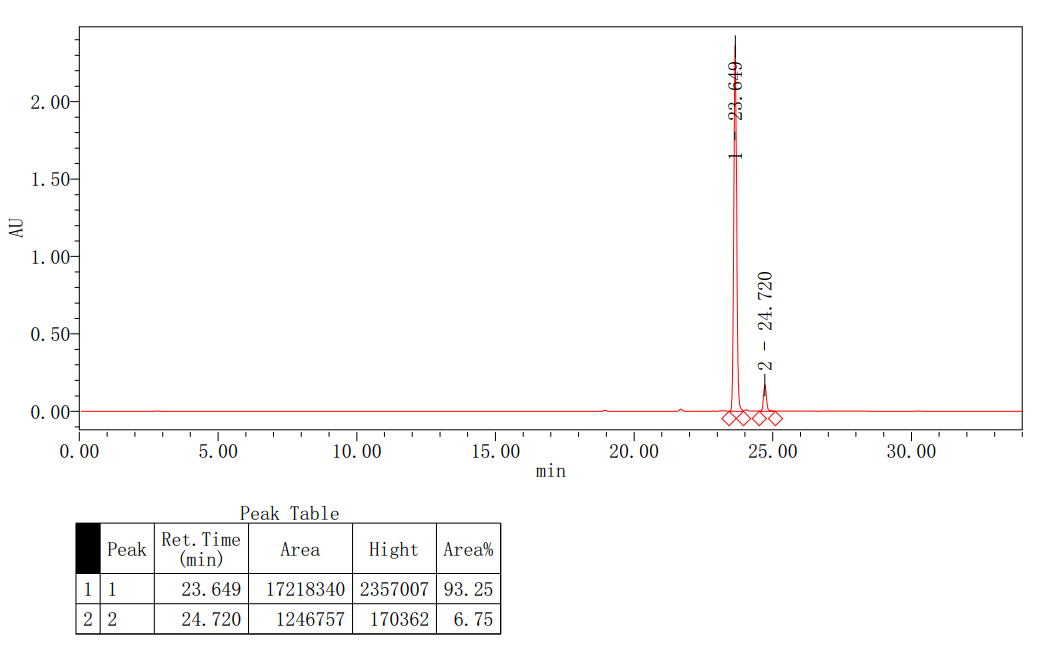 2.00
1.50
1.00
0.50
0.00
AU
1 - 23.649
2 - 24.720
0.00 5.00 10.00 15.00 20.00 25.00 30.00
min
Peak Table
Peak Ret.Time (min) Area Hight Area%
1 1 23.649 17218340 2357007 93.25
2 2 24.720 1246757 170362 6.75